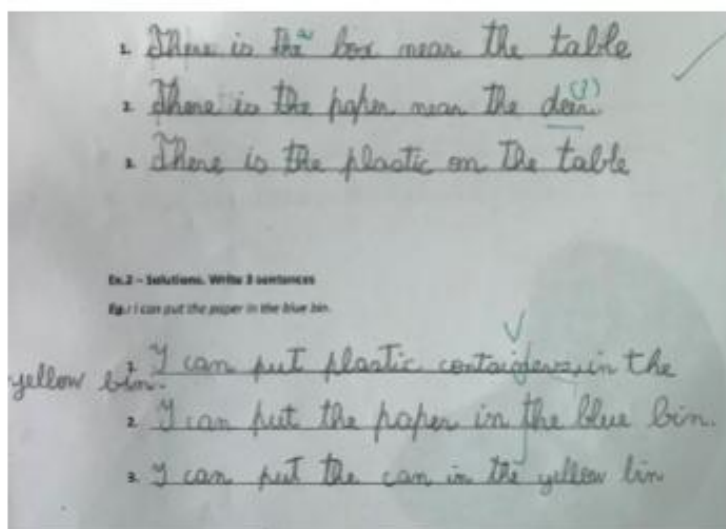 1. There is the a box near the table
2. There is the paper near the deer (?)
3. There is the plastic on the table
Ex.2 – Solutions. Write 3 sentences
Eg.: I can put the paper in the blue bin.
1. I can put plastic in the
yellow bin.
2. I can put the paper in the blue bin.
3. I can put the can in the yellow bin